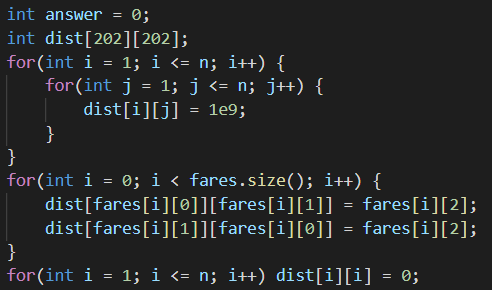 int answer = 0;
int dist[202][202];
for(int i = 1; i <= n; i++) {
    for(int j = 1; j <= n; j++) {
        dist[i][j] = 1e9;
    }
}
for(int i = 0; i < fares.size(); i++) {
    dist[fares[i][0]][fares[i][1]] = fares[i][2];
    dist[fares[i][1]][fares[i][0]] = fares[i][2];
}
for(int i = 1; i <= n; i++) dist[i][i] = 0;